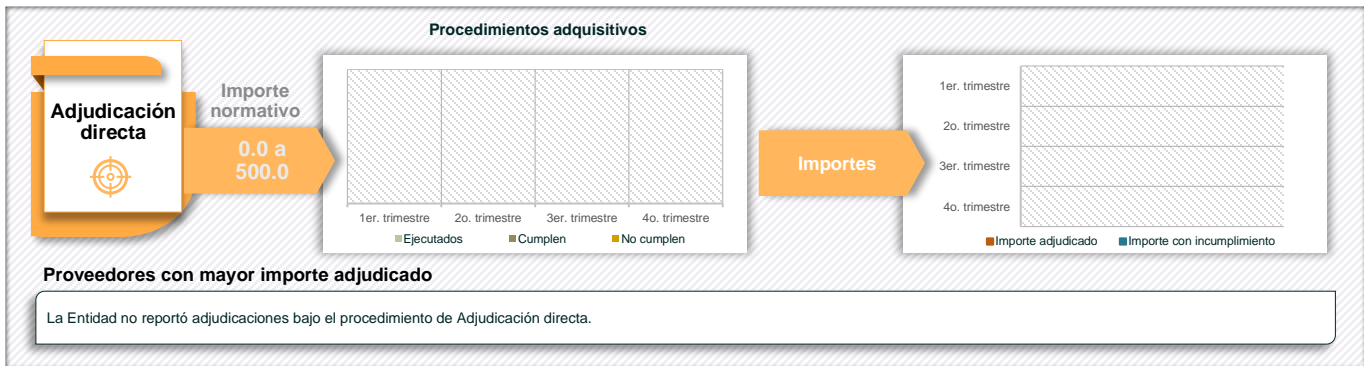 Procedimientos adquisitivos
Adjudicación
directa
Importe
normativo
0.0 a
500.0
1er. trimestre
2o. trimestre
3er. trimestre
4o. trimestre
Ejecutados
Cumplen
No cumplen
Importes
1er. trimestre
2o. trimestre
3er. trimestre
4o. trimestre
Importe adjudicado
Importe con incumplimiento
Proveedores con mayor importe adjudicado
La Entidad no reportó adjudicaciones bajo el procedimiento de Adjudicación directa.